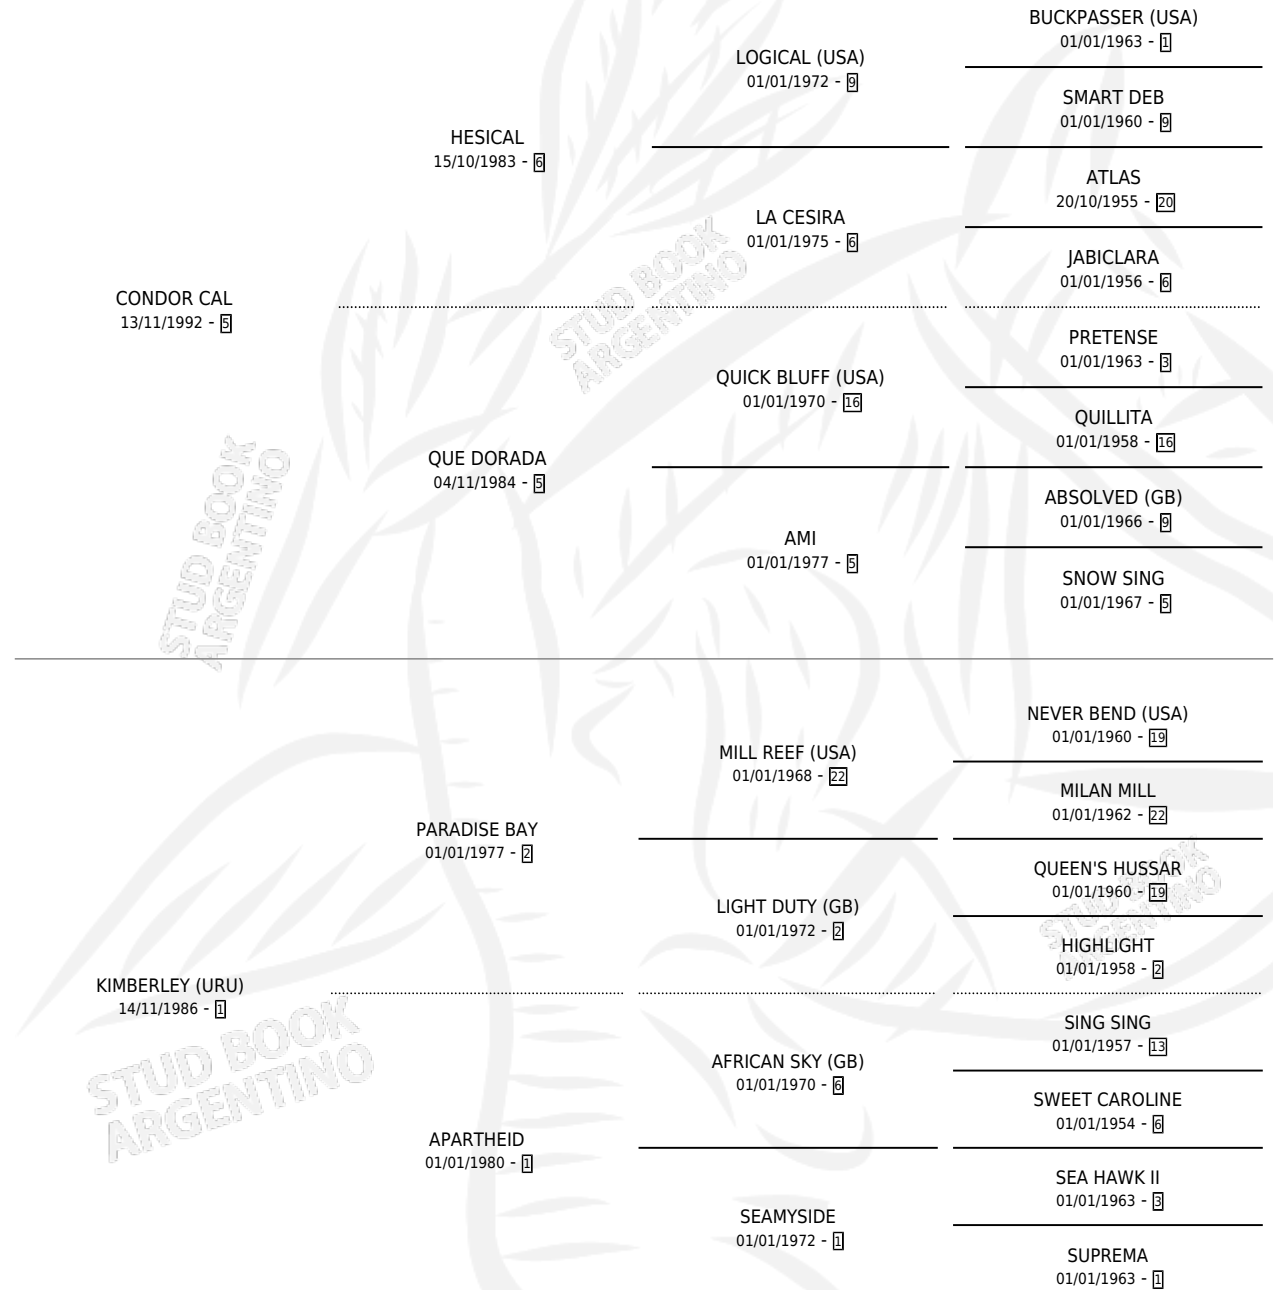 BUCKPASSER (USA)
01/01/1963 - 1
LOGICAL (USA)
01/01/1972 - 9
SMART DEB
01/01/1960 - 9
HESICAL
15/10/1983 - 6
ATLAS
20/10/1955 - 20
LA CESIRA
01/01/1975 - 6
JABICLARA
01/01/1956 - 6
CONDOR CAL
13/11/1992 - 5
PRETENSE
01/01/1963 - 3
QUICK BLUFF (USA)
01/01/1970 - 16
QUILLITA
01/01/1958 - 16
QUE DORADA
04/11/1984 - 5
ABSOLVED (GB)
01/01/1966 - 9
AMI
01/01/1977 - 5
SNOW SING
01/01/1967 - 5
STUD BOOK
ARGENTINO
STUD BOOK
ARGENTINO
NEVER BEND (USA)
01/01/1960 - 19
MILL REEF (USA)
01/01/1968 - 22
MILAN MILL
01/01/1962 - 22
PARADISE BAY
01/01/1977 - 2
QUEEN'S HUSSAR
01/01/1960 - 19
LIGHT DUTY (GB)
01/01/1972 - 2
HIGHLIGHT
01/01/1958 - 2
KIMBERLEY (URU)
14/11/1986 - 1
SING SING
01/01/1957 - 13
AFRICAN SKY (GB)
01/01/1970 - 6
SWEET CAROLINE
01/01/1954 - 6
APARTHEID
01/01/1980 - 1
SEA HAWK II
01/01/1963 - 3
SEAMYSIDE
01/01/1972 - 1
SUPREMA
01/01/1963 - 1
STUD BOOK
ARGENTINO
STUD BOOK
ARGENTINO